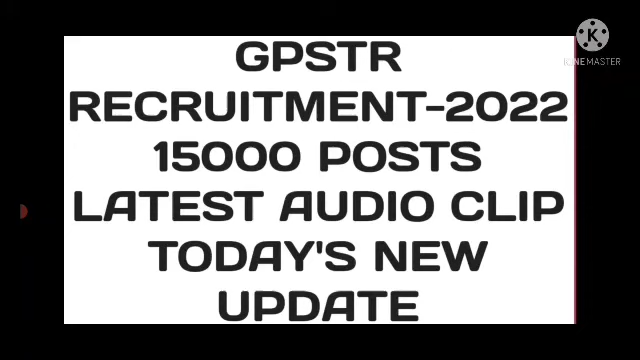 GPSTR
RECRUITMENT-2022
15000 POSTS
LATEST AUDIO CLIP
TODAY'S NEW
UPDATE
K
KINEMASTER